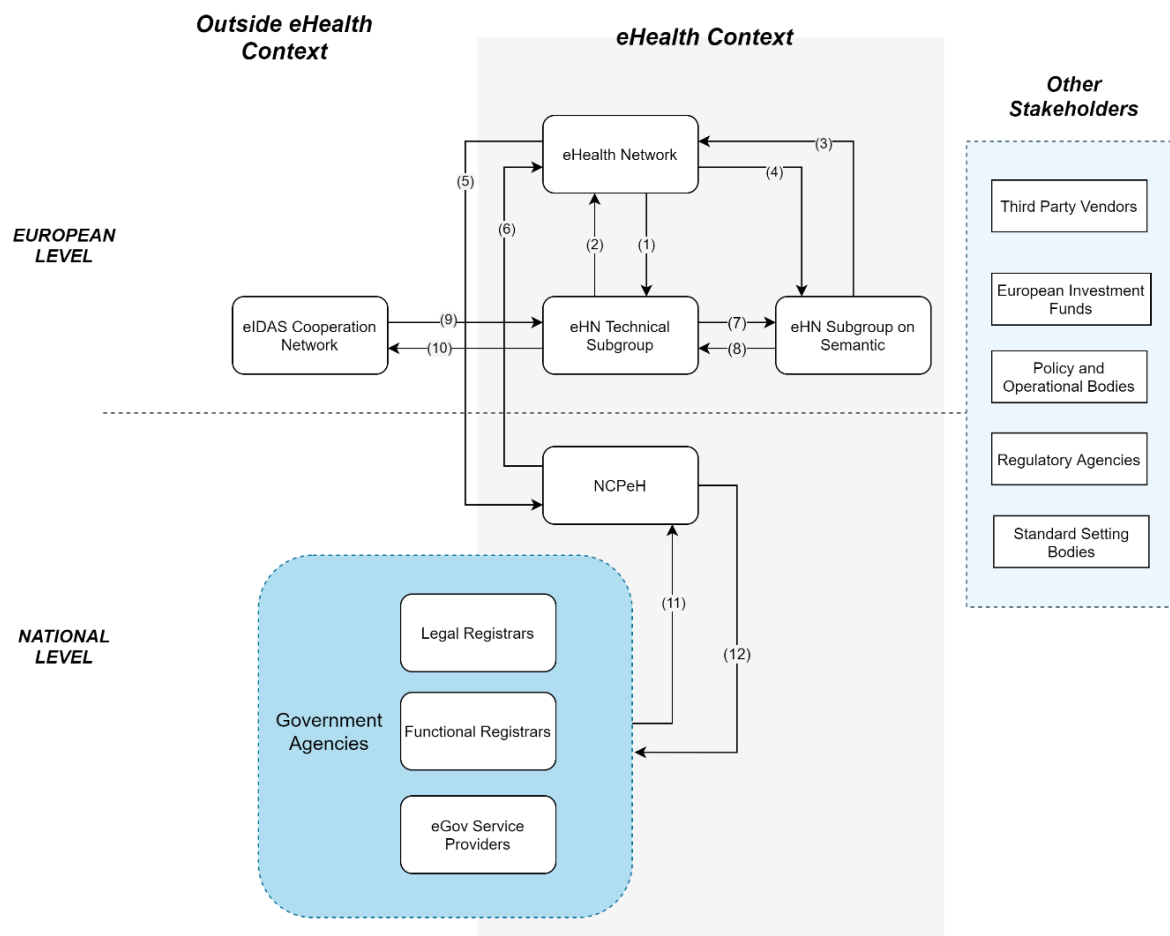 Outside eHealth
Context
eHealth Context
Other
Stakeholders
EUROPEAN
LEVEL
eHealth Network
(3)
(4)
(5)
(6)
(2)
(1)
eIDAS Cooperation
Network
(9)
(10)
eHN Technical
Subgroup
(7)
(8)
eHN Subgroup on
Semantic
Third Party Vendors
European Investment
Funds
Policy and
Operational Bodies
Regulatory Agencies
Standard Setting
Bodies
NATIONAL
LEVEL
NCPeH
(11)
(12)
Government
Agencies
Legal Registrars
Functional Registrars
eGov Service
Providers